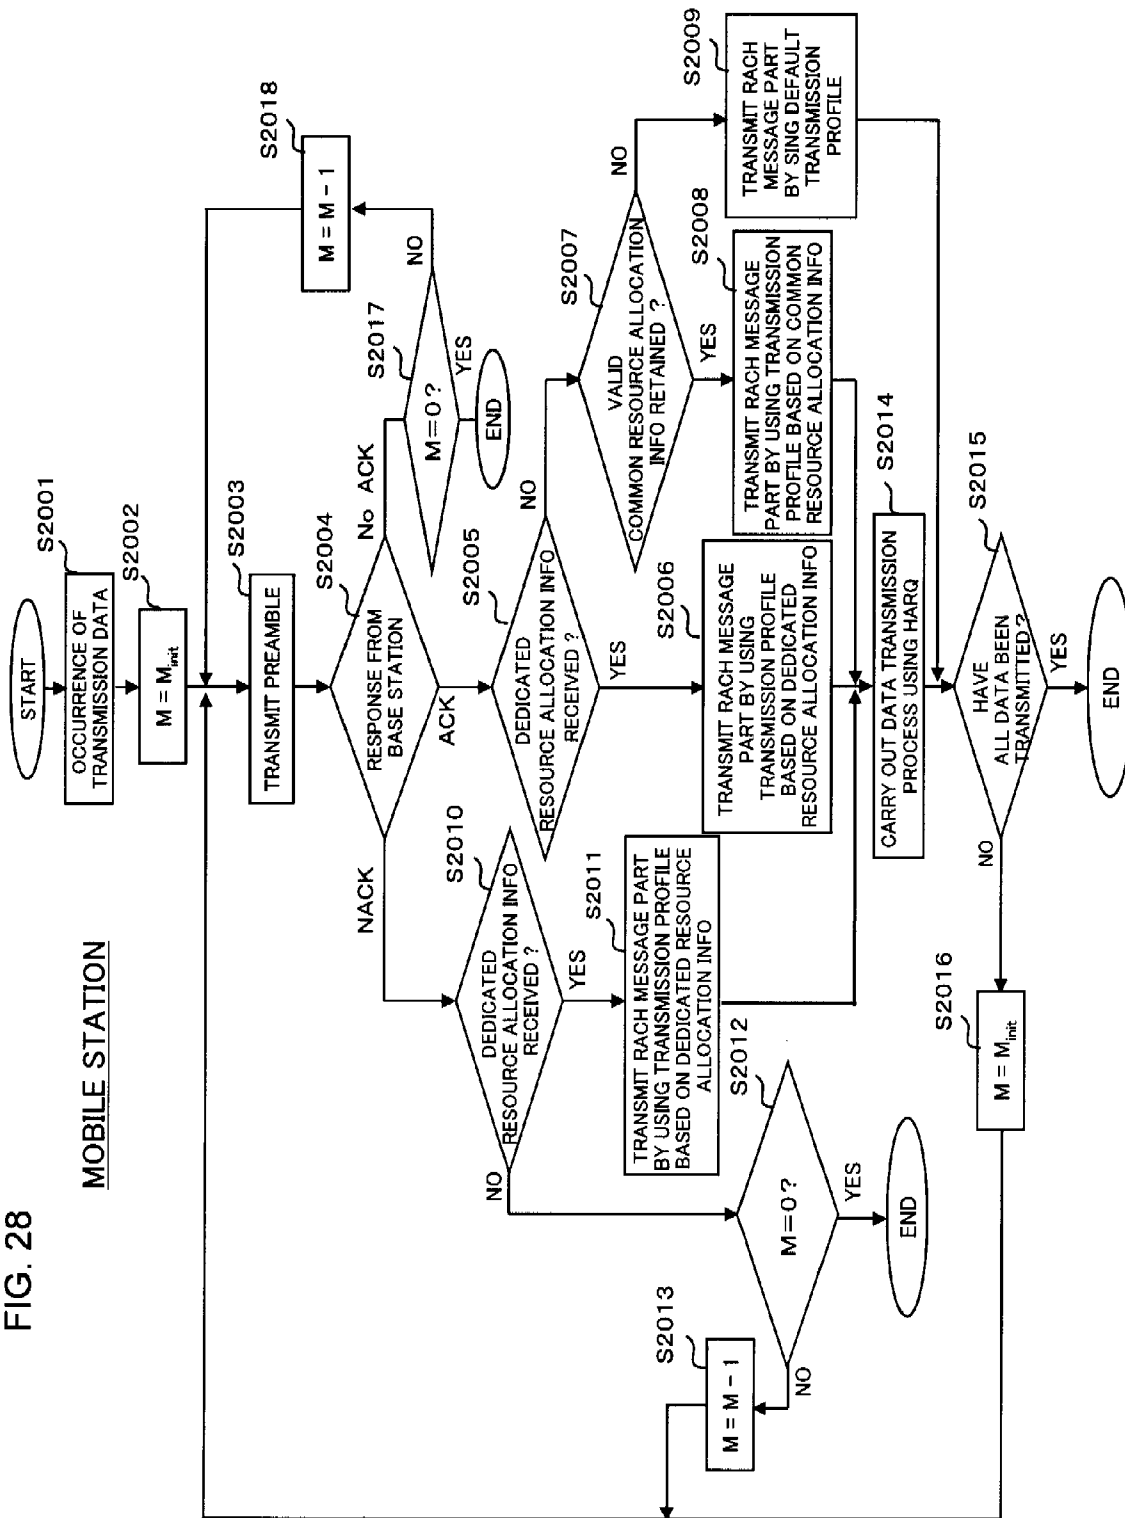 FIG. 28
MOBILE STATION
START
S2001
OCCURRENCE OF
TRANSMISSION DATA
S2002
M = Minit
S2003
TRANSMIT PREAMBLE
S2004
RESPONSE FROM
BASE STATION
NACK
ACK
No ACK
S2017
M=0?
NO
YES
END
S2018
M = M - 1
S2005
DEDICATED
RESOURCE ALLOCATION INFO
RECEIVED ?
NO
YES
S2010
DEDICATED
RESOURCE ALLOCATION INFO
RECEIVED ?
NO
YES
S2007
VALID
COMMON RESOURCE ALLOCATION
INFO RETAINED ?
NO
YES
S2011
TRANSMIT RACH MESSAGE PART
BY USING TRANSMISSION PROFILE
BASED ON DEDICATED RESOURCE
ALLOCATION INFO
S2006
TRANSMIT RACH MESSAGE
PART BY USING
TRANSMISSION PROFILE
BASED ON DEDICATED
RESOURCE ALLOCATION INFO
S2008
TRANSMIT RACH MESSAGE
PART BY USING TRANSMISSION
PROFILE BASED ON COMMON
RESOURCE ALLOCATION INFO
S2009
TRANSMIT RACH
MESSAGE PART
BY SING DEFAULT
TRANSMISSION
PROFILE
S2012
M=0?
NO
YES
END
S2013
M = M - 1
S2014
CARRY OUT DATA TRANSMISSION
PROCESS USING HARQ
S2015
HAVE
ALL DATA BEEN
TRANSMITTED ?
NO
YES
S2016
M = Minit
END